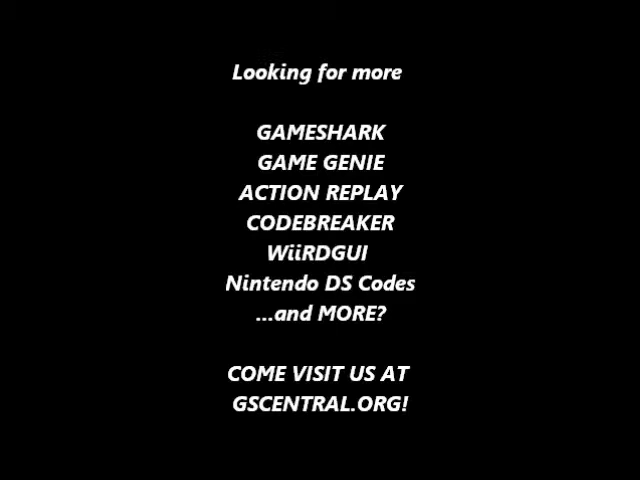 Looking for more
GAMESHARK
GAME GENIE
ACTION REPLAY
CODEBREAKER
WiiRDGUI
Nintendo DS Codes
...and MORE?
COME VISIT US AT
GSCENTRAL.ORG!